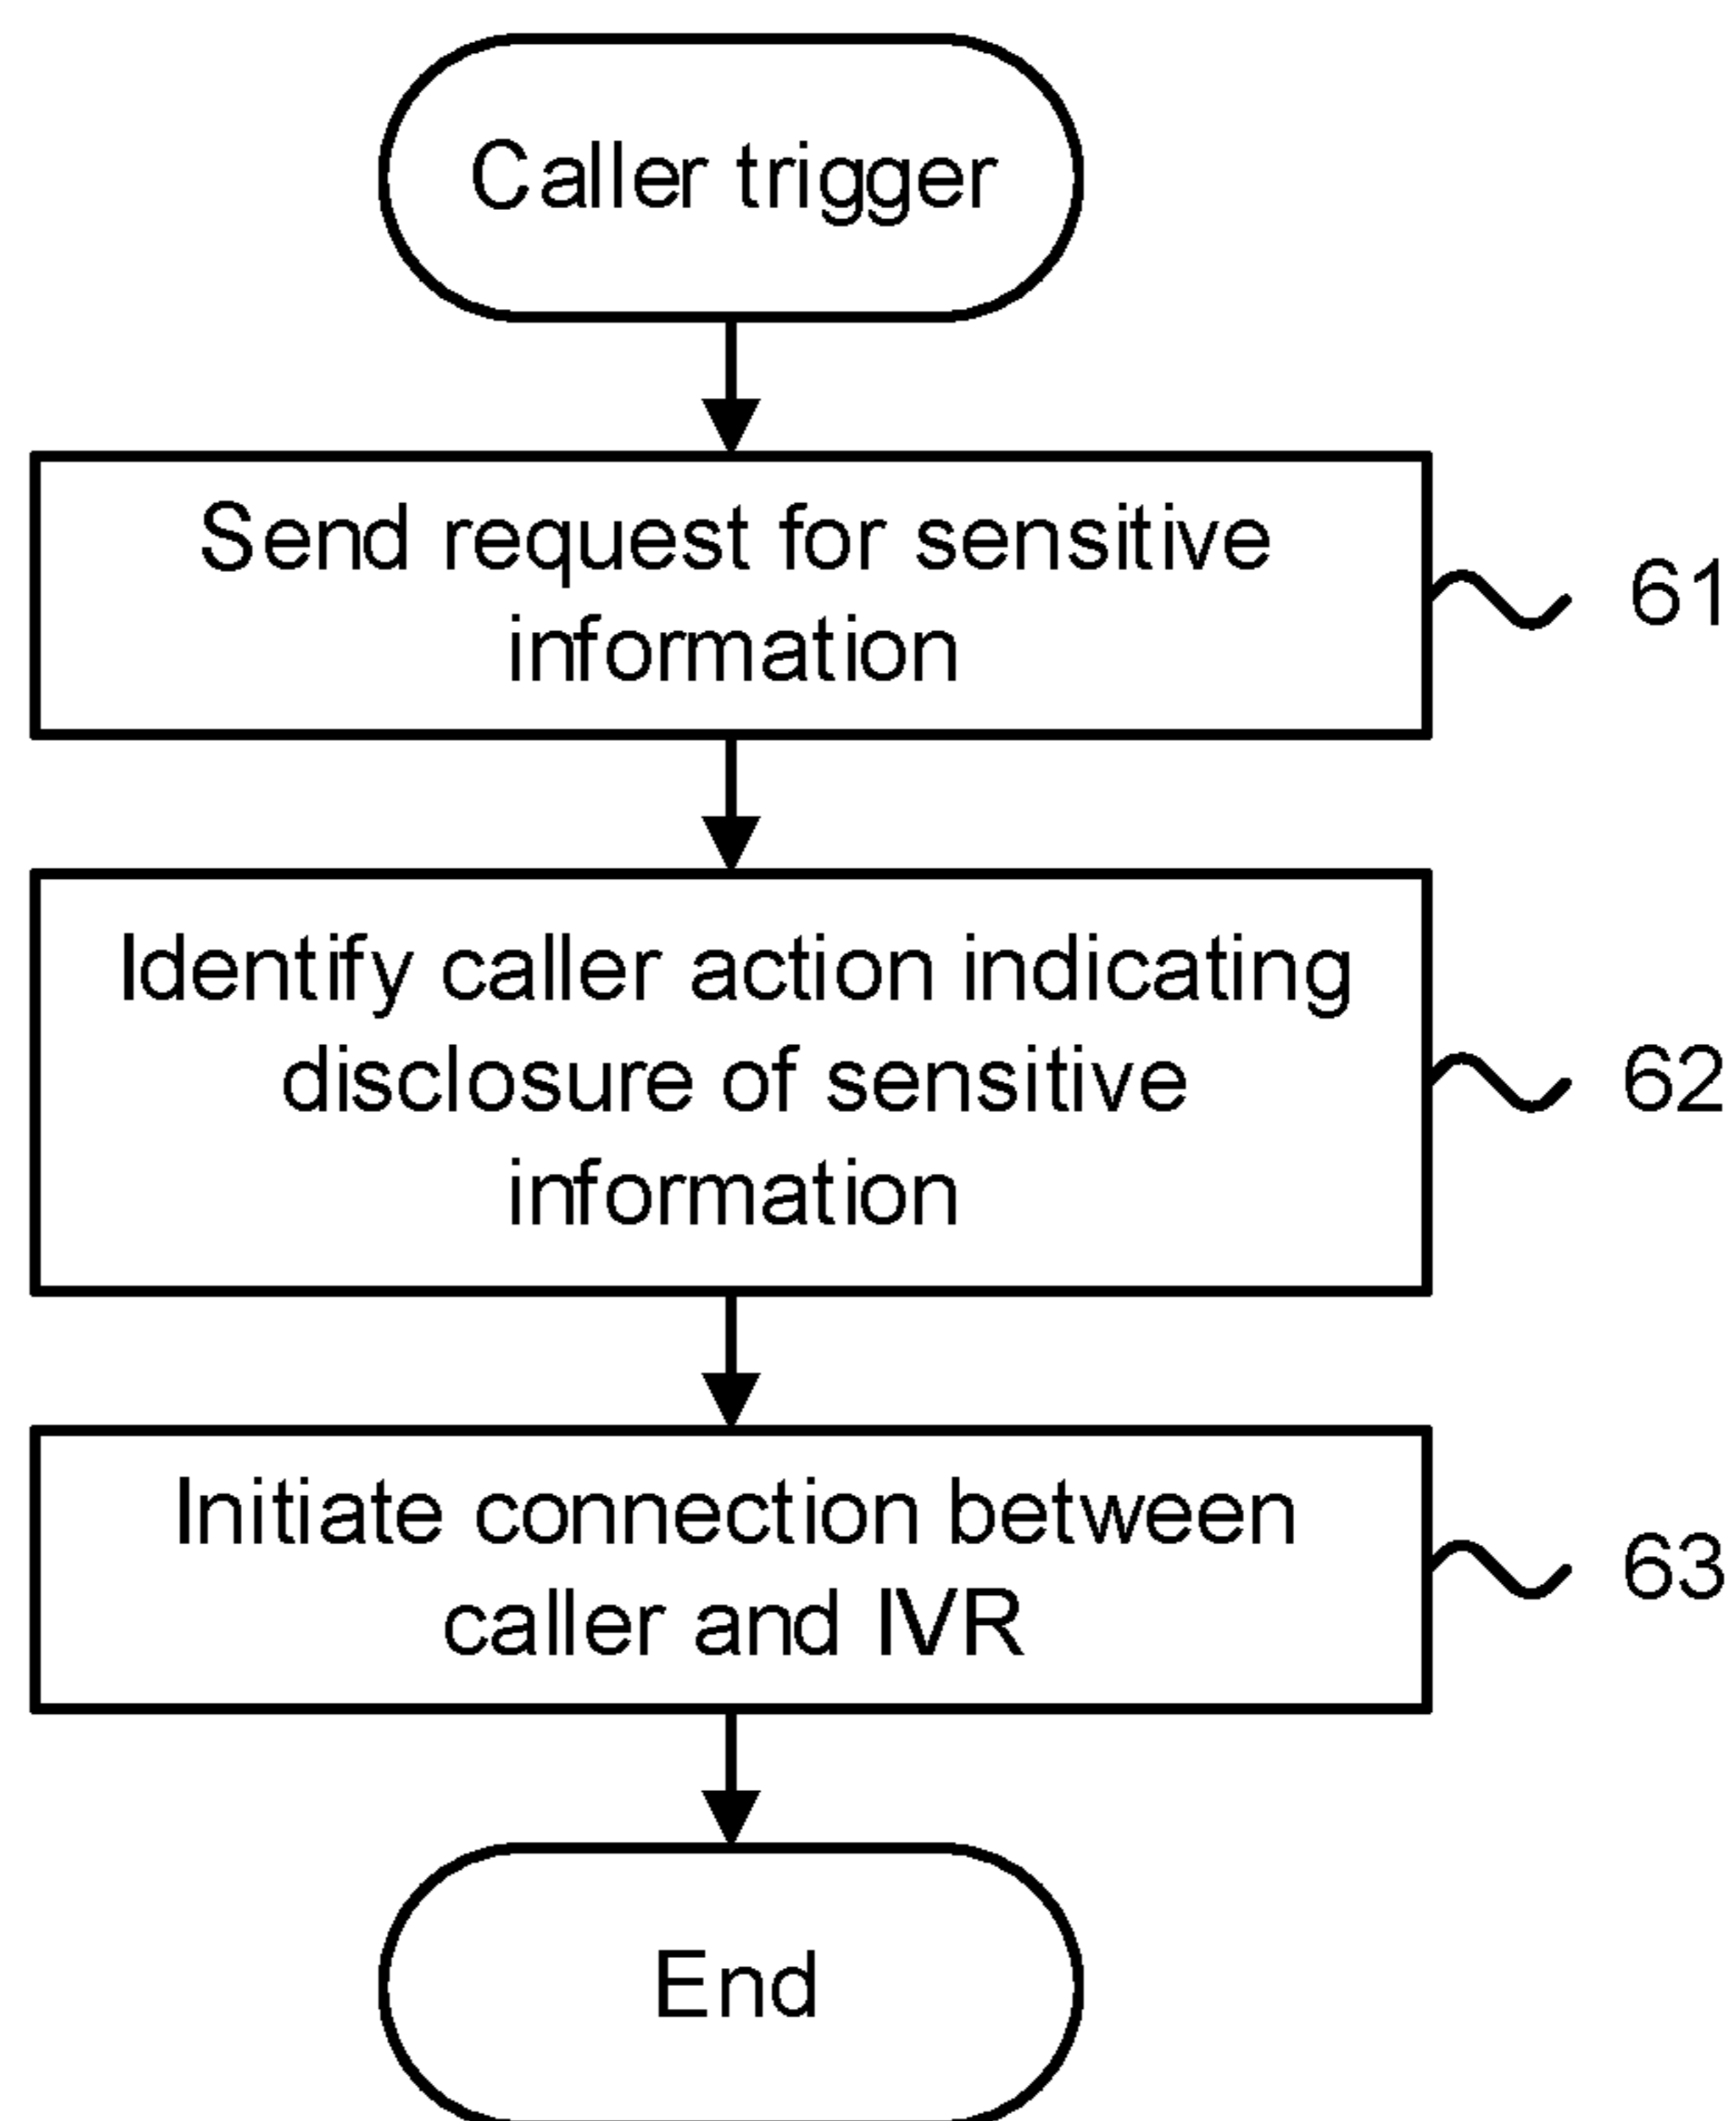 Caller trigger
Send request for sensitive
information
61
Identify caller action indicating
disclosure of sensitive
information
62
Initiate connection between
caller and IVR
63
End